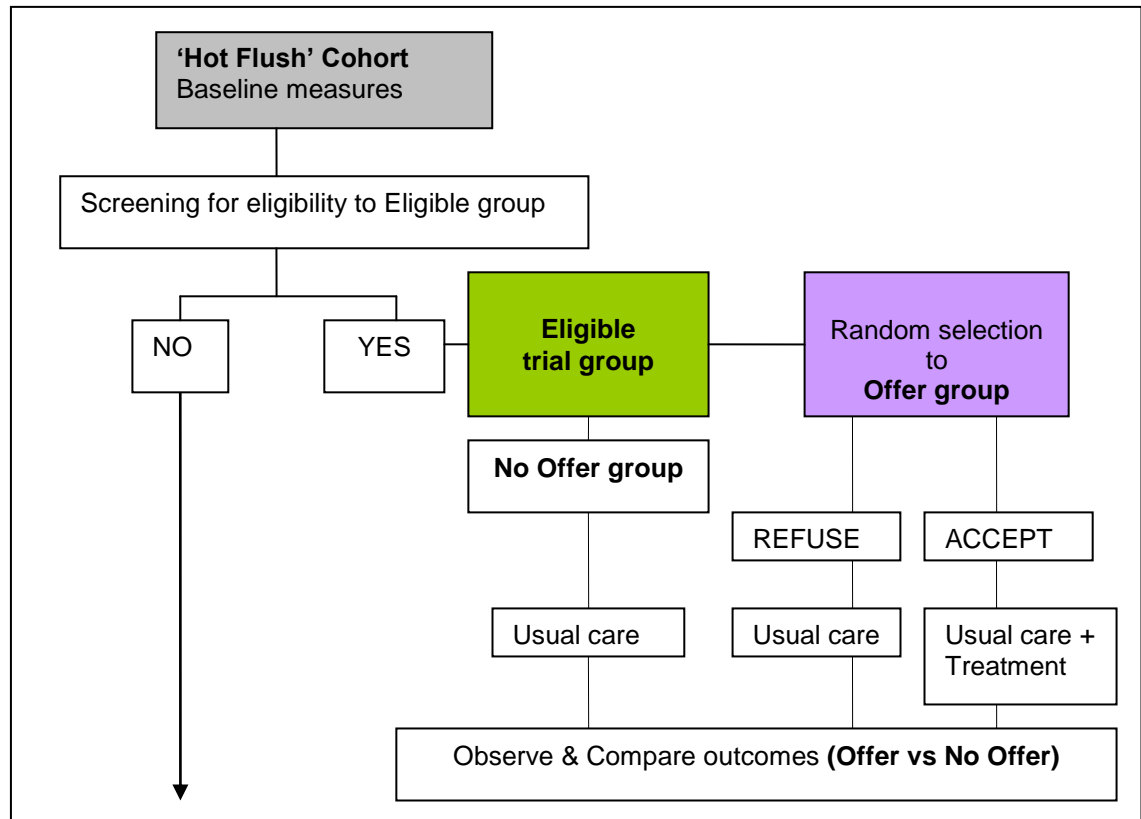 ‘Hot Flush’ Cohort
Baseline measures
Screening for eligibility to Eligible group
NO
YES
Eligible
trial group
Random selection
to
Offer group
No Offer group
REFUSE
ACCEPT
Usual care
Usual care
Usual care +
Treatment
Observe & Compare outcomes (Offer vs No Offer)